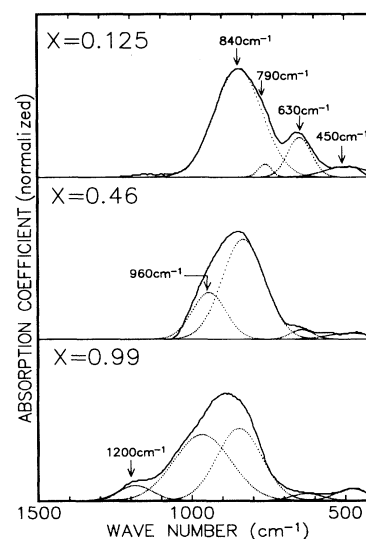 X=0.125
840cm⁻¹
790cm⁻¹
630cm⁻¹
450cm⁻¹
X=0.46
960cm⁻¹
X=0.99
1200cm⁻¹
ABSORPTION COEFFICIENT (normalized)
1500 1000 500
WAVE NUMBER (cm⁻¹)